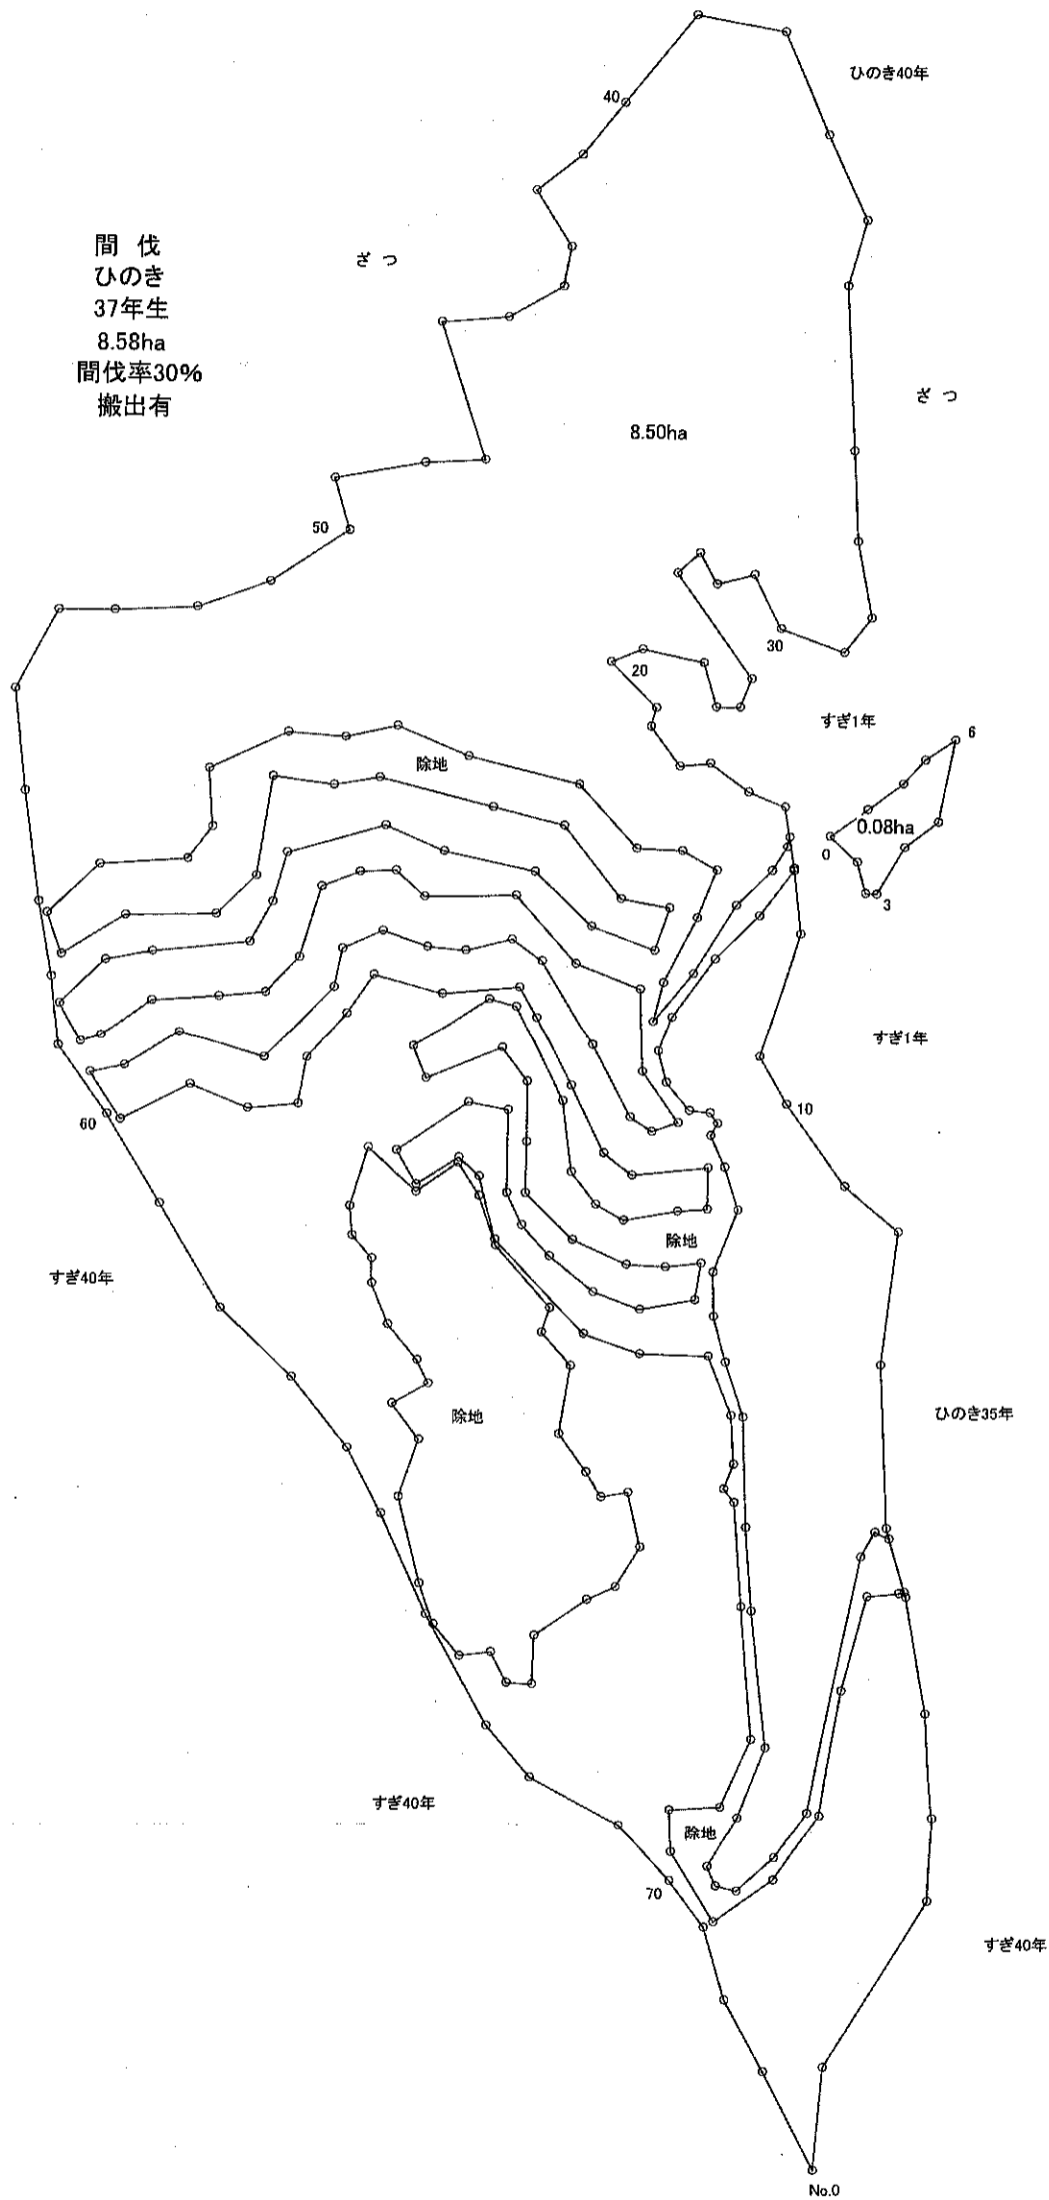 ひのき40年
40
間 伐
ひのき
37年生
8.58ha
間伐率30%
搬出有
ざ つ
ざ つ
8.50ha
50
30
20
すぎ1年
6
除地
0.08ha
0
3
すぎ1年
10
60
除地
すぎ40年
除地
ひのき35年
すぎ40年
除地
70
すぎ40年
No.0